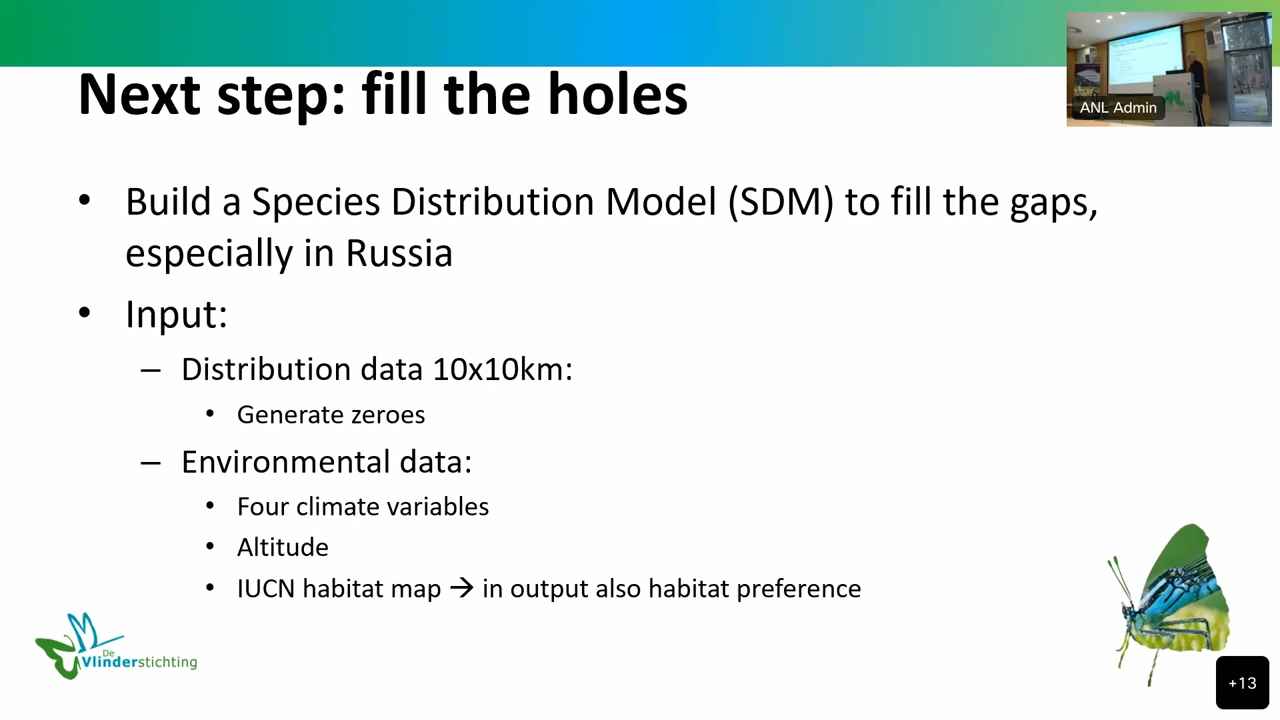 Next step: fill the holes
ANL Admin
• Build a Species Distribution Model (SDM) to fill the gaps,
especially in Russia
• Input:
– Distribution data 10x10km:
• Generate zeroes
– Environmental data:
• Four climate variables
• Altitude
• IUCN habitat map → in output also habitat preference
De
Vlinderstichting
+13